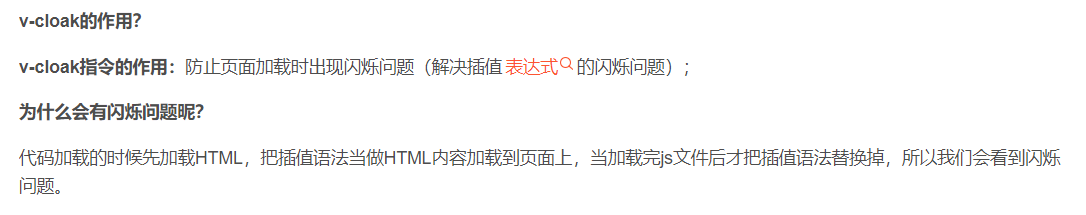 v-cloak的作用？
v-cloak指令的作用：防止页面加载时出现闪烁问题（解决插值表达式的闪烁问题）；
为什么会有闪烁问题呢？
代码加载的时候先加载HTML，把插值语法当做HTML内容加载到页面上，当加载完js文件后才把插值语法替换掉，所以我们会看到闪烁
问题。